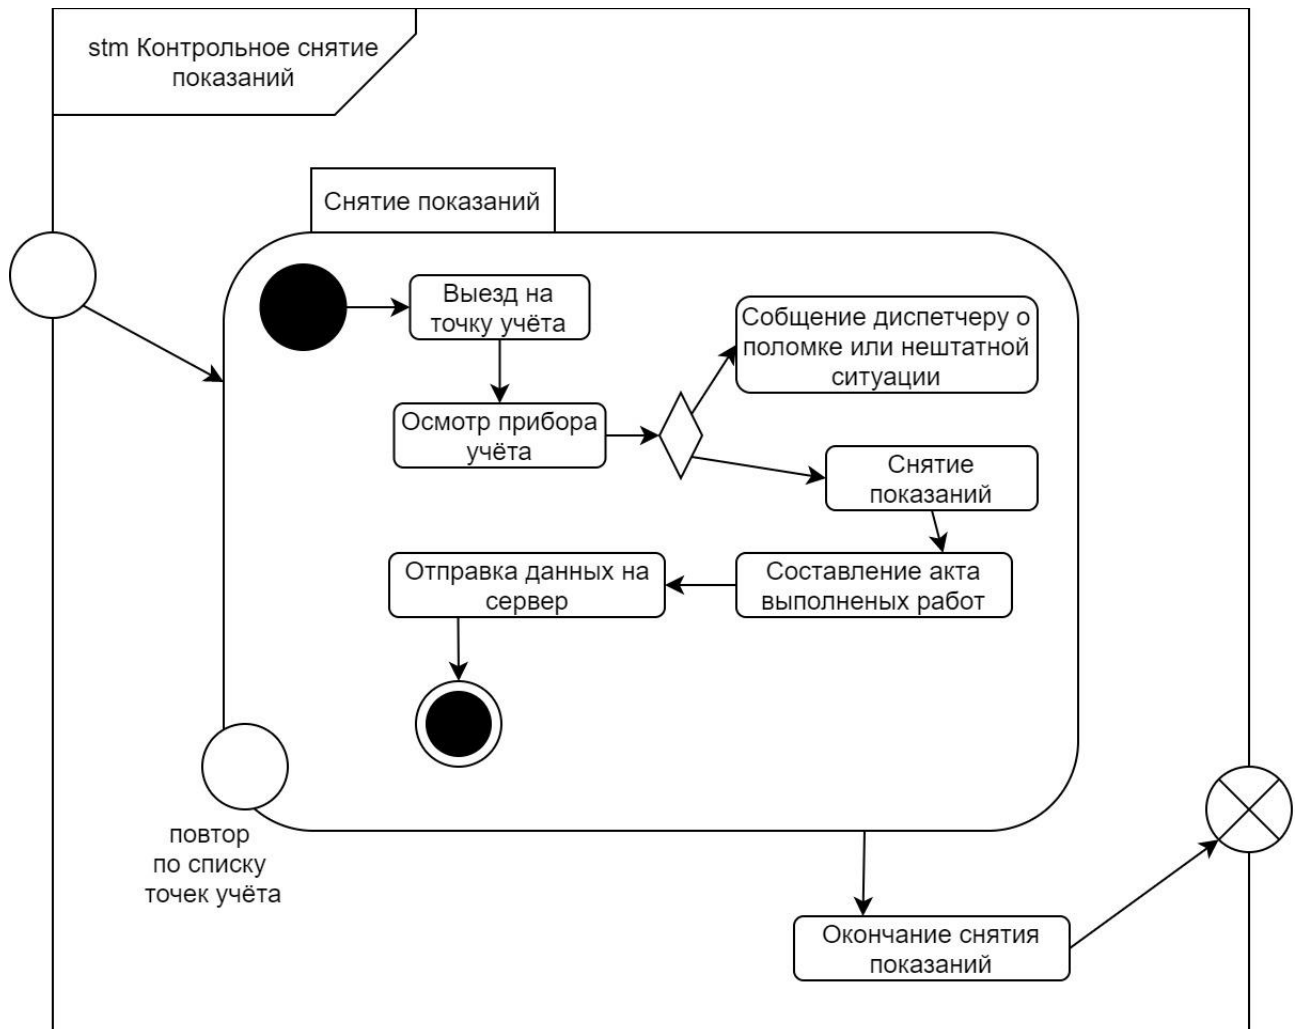 stm Контрольное снятие
показаний
Снятие показаний
Выезд на
точку учёта
Собщение диспетчеру о
поломке или нештатной
ситуации
Осмотр прибора
учёта
Снятие
показаний
Отправка данных на
сервер
Составление акта
выполненых работ
повтор
по списку
точек учёта
Окончание снятия
показаний